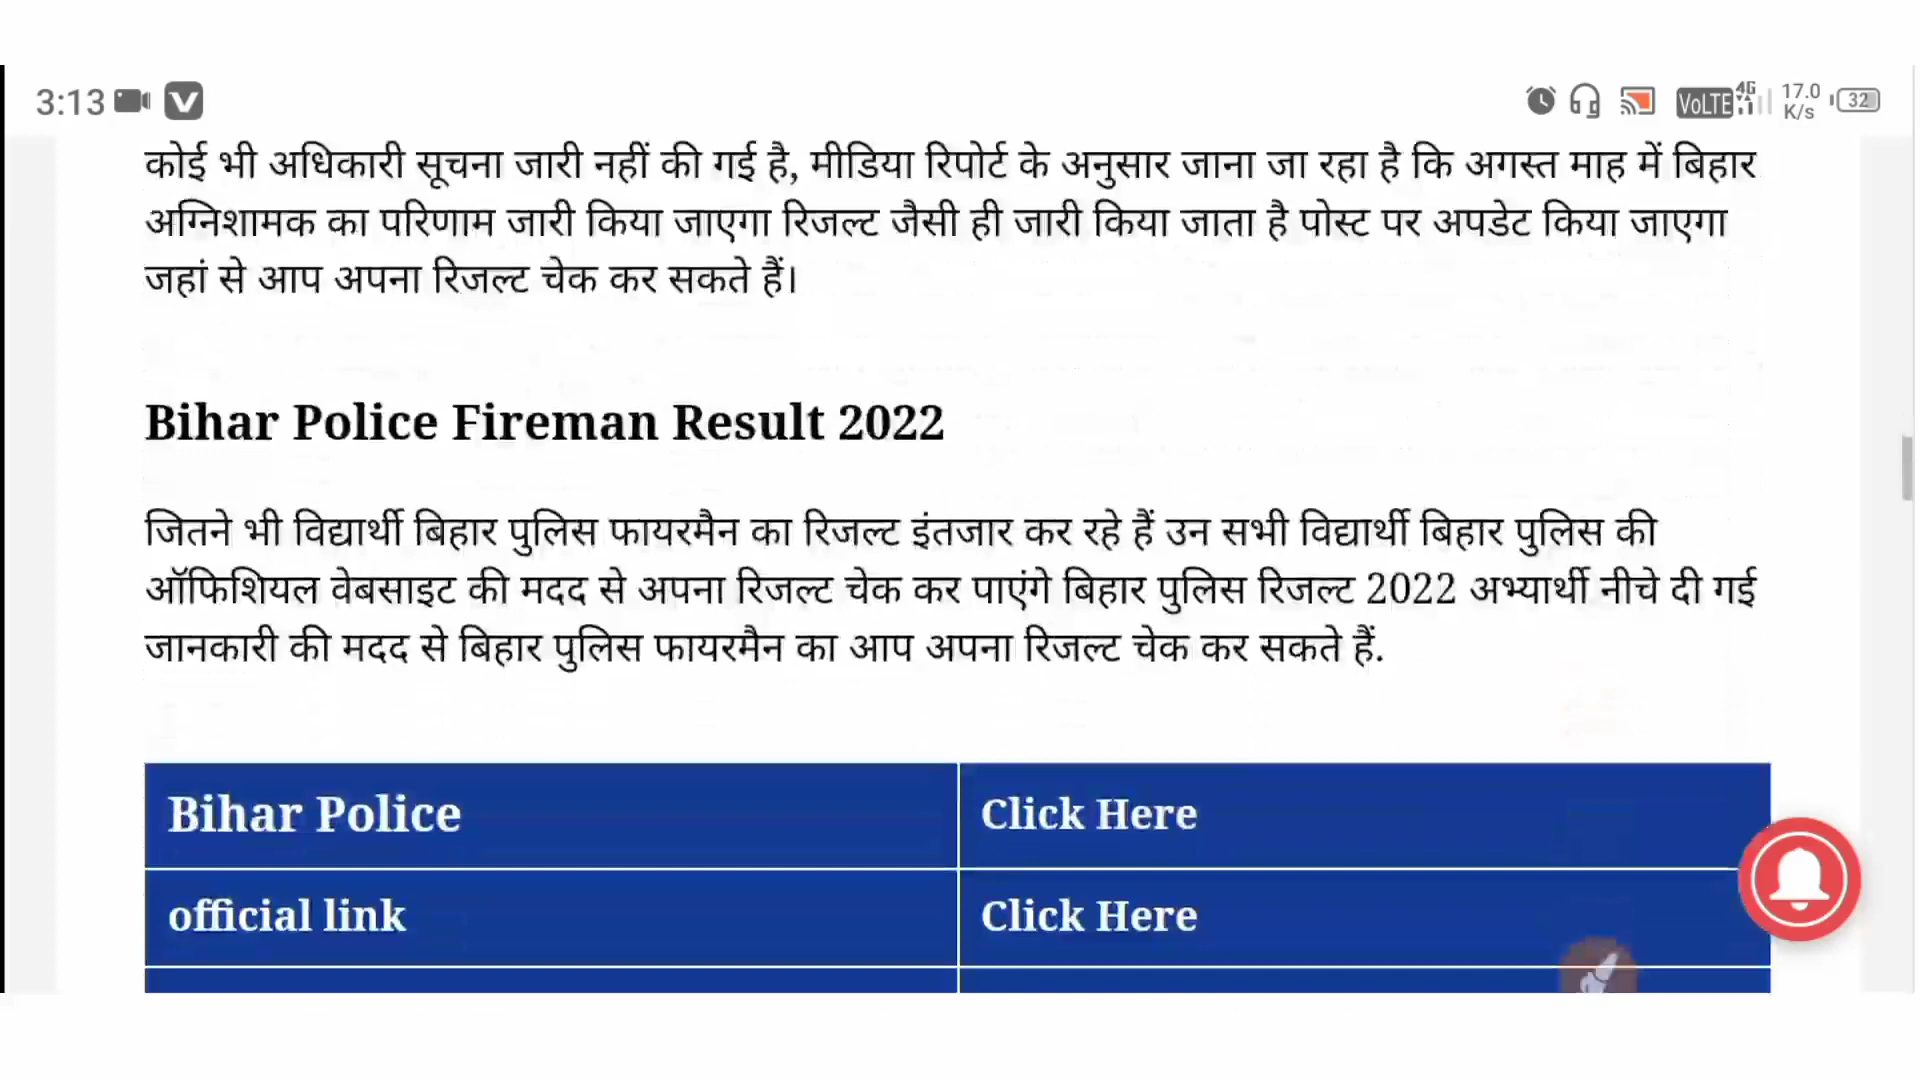 3:13
VoLTE 4G 17.0 K/s 32
कोई भी अधिकारी सूचना जारी नहीं की गई है, मीडिया रिपोर्ट के अनुसार जाना जा रहा है कि अगस्त माह में बिहार
अग्निशामक का परिणाम जारी किया जाएगा रिजल्ट जैसी ही जारी किया जाता है पोस्ट पर अपडेट किया जाएगा
जहां से आप अपना रिजल्ट चेक कर सकते हैं।
Bihar Police Fireman Result 2022
जितने भी विद्यार्थी बिहार पुलिस फायरमैन का रिजल्ट इंतजार कर रहे हैं उन सभी विद्यार्थी बिहार पुलिस की
ऑफिशियल वेबसाइट की मदद से अपना रिजल्ट चेक कर पाएंगे बिहार पुलिस रिजल्ट 2022 अभ्यार्थी नीचे दी गई
जानकारी की मदद से बिहार पुलिस फायरमैन का आप अपना रिजल्ट चेक कर सकते हैं.
Bihar Police Click Here
official link Click Here